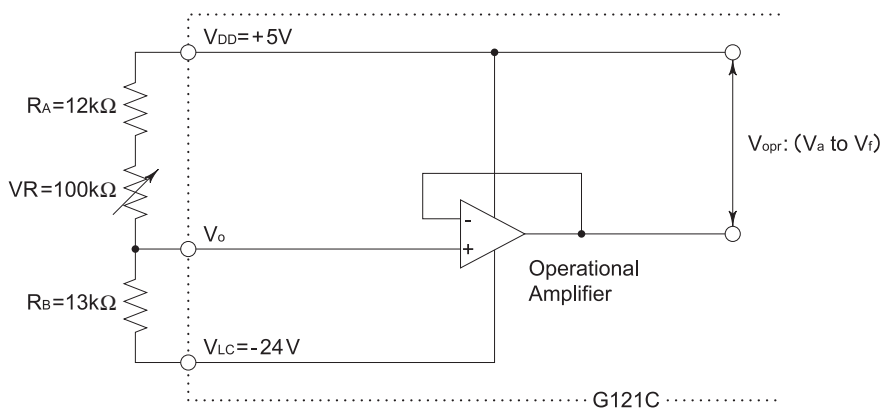 VDD=+5V
RA=12kΩ
Vopr: (Va to Vf)
VR=100kΩ
-
Vo
+
Operational
Amplifier
RB=13kΩ
VLC=-24V
G121C